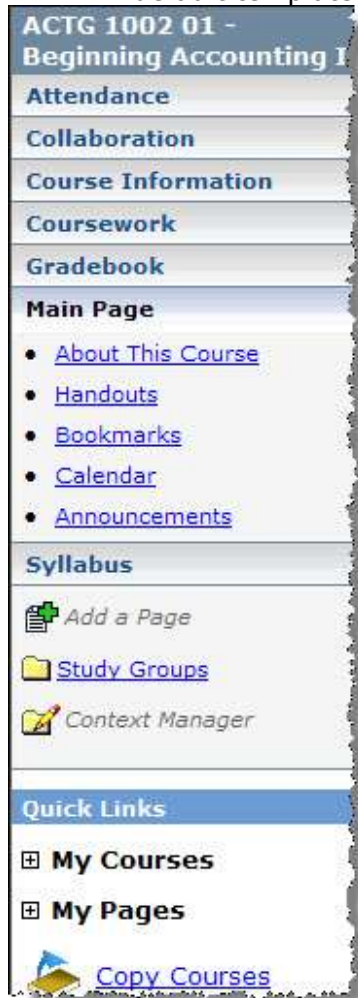 ACTG 1002 01 -
Beginning Accounting I
Attendance
Collaboration
Course Information
Coursework
Gradebook
Main Page
About This Course
Handouts
Bookmarks
Calendar
Announcements
Syllabus
Add a Page
Study Groups
Context Manager
Quick Links
My Courses
My Pages
Copy Courses